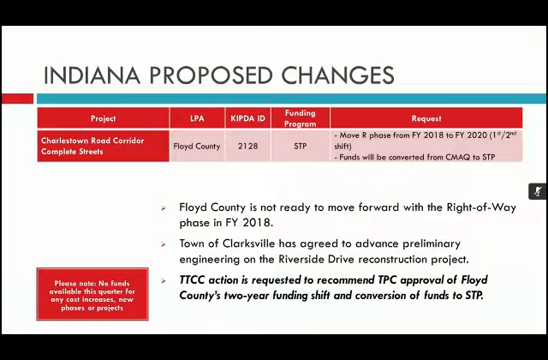 INDIANA PROPOSED CHANGES
Project
LPA
KIPDA ID
Funding
Program
Request
Charlestown Road Corridor
Complete Streets
Floyd County
2128
STP
– Move R phase from FY 2018 to FY 2020 (1st/2nd
shift)
– Funds will be converted from CMAQ to STP
Floyd County is not ready to move forward with the Right-of-Way
phase in FY 2018.
Town of Clarksville has agreed to advance preliminary
engineering on the Riverside Drive reconstruction project.
TTCC action is requested to recommend TPC approval of Floyd
County's two-year funding shift and conversion of funds to STP.
Please note: No funds
available this quarter for
any cost increases, new
phases or projects